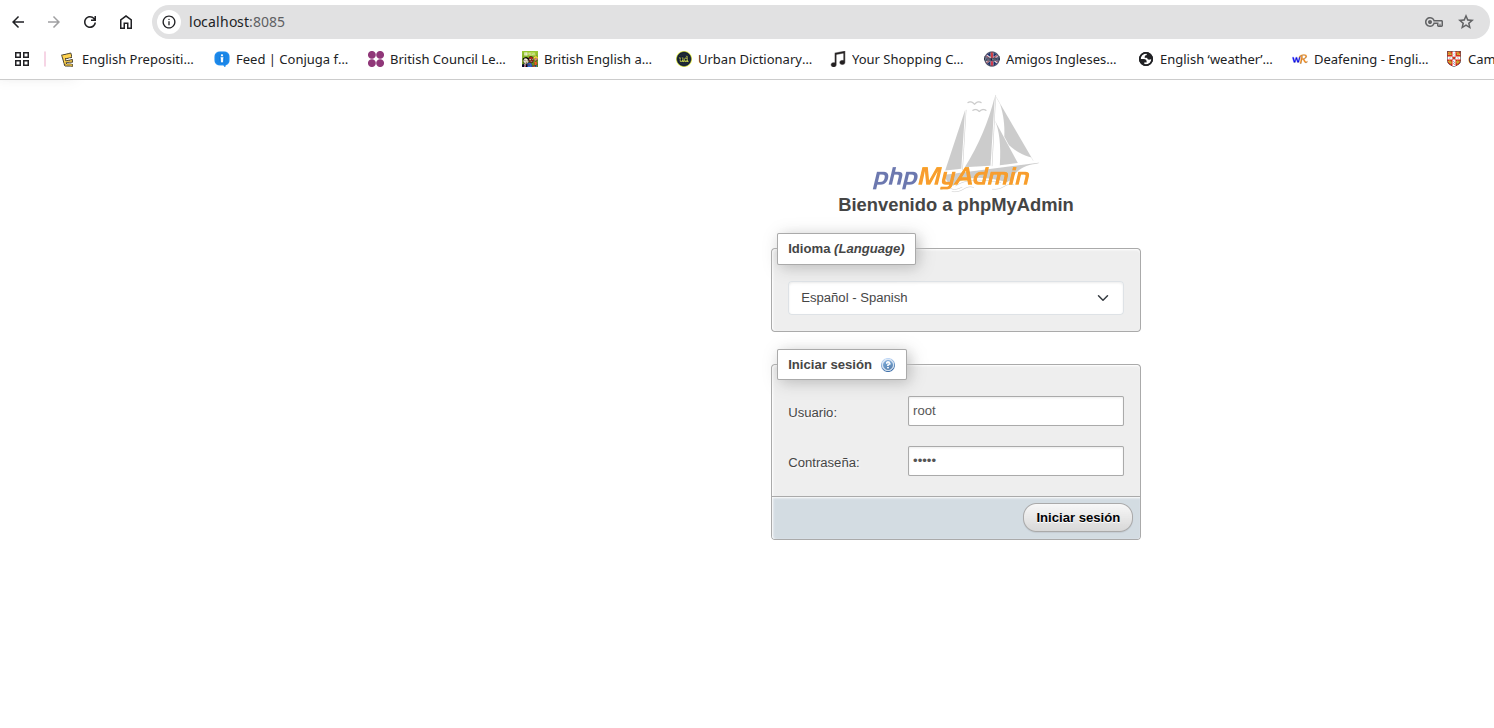 localhost:8085
English Prepositi... Feed | Conjuga f... British Council Le... British English a... Urban Dictionary... Your Shopping C... Amigos Ingleses... English ‘weather’... Deafening - Engli... Cam
phpMyAdmin
Bienvenido a phpMyAdmin
Idioma (Language)
Español - Spanish
Iniciar sesión
Usuario: root
Contraseña: •••••
Iniciar sesión